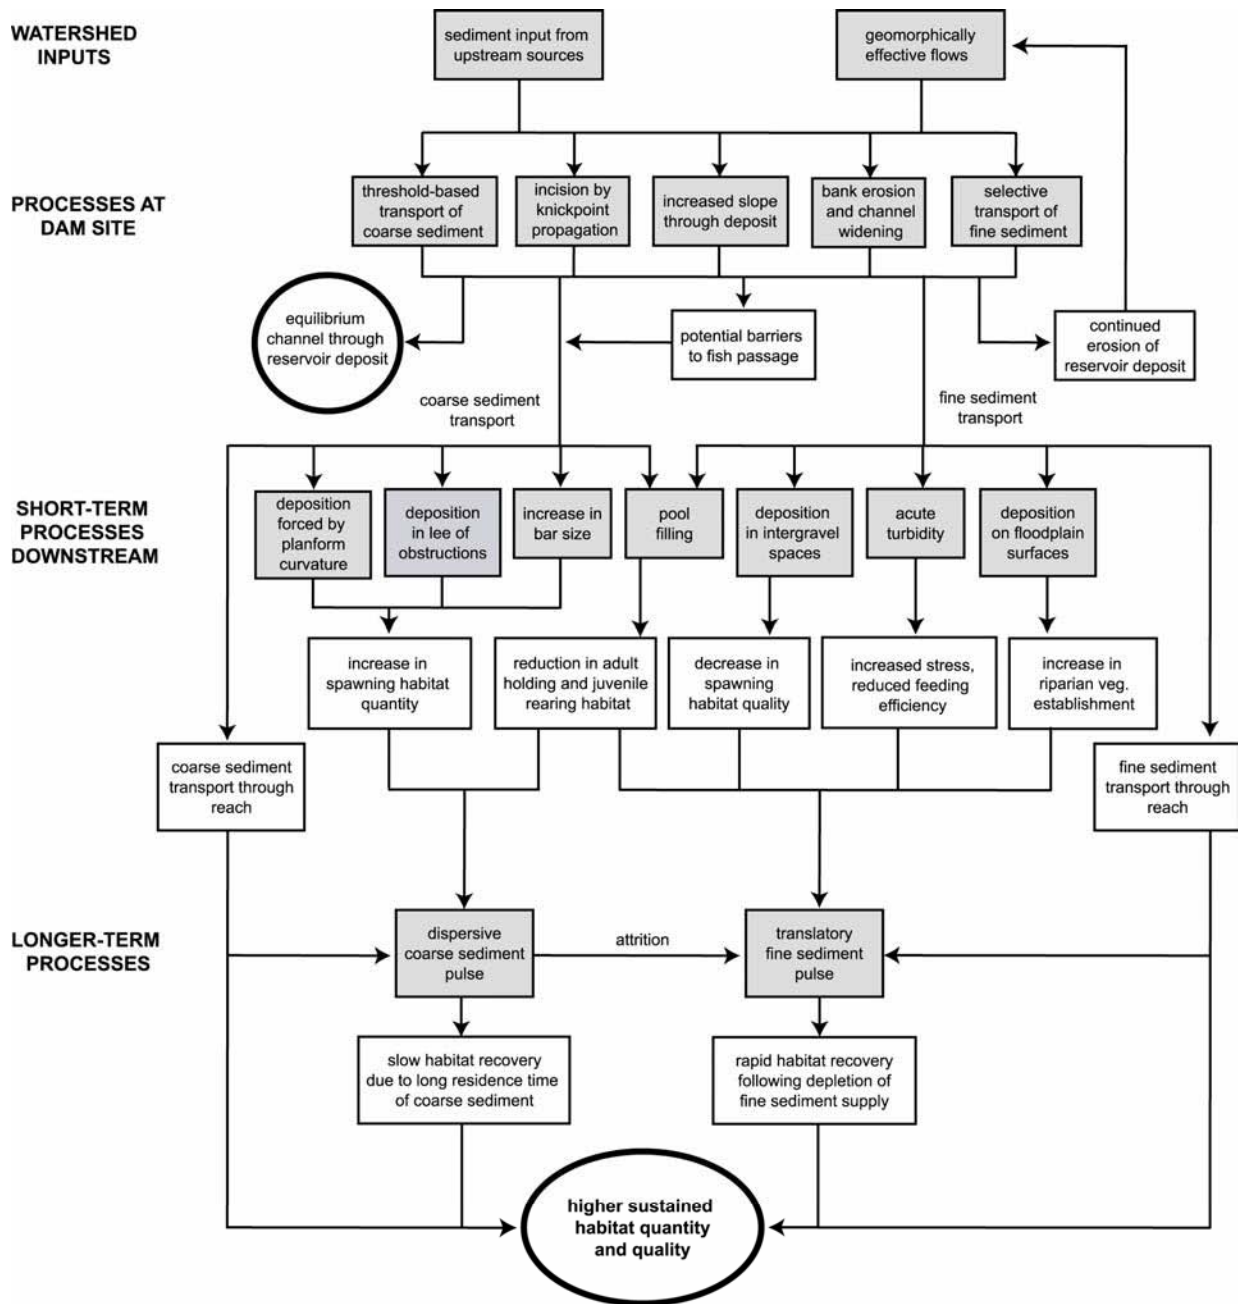 WATERSHED
INPUTS
sediment input from
upstream sources
geomorphically
effective flows
PROCESSES AT
DAM SITE
threshold-based
transport of
coarse sediment
incision by
knickpoint
propagation
increased slope
through deposit
bank erosion
and channel
widening
selective
transport of
fine sediment
equilibrium
channel through
reservoir deposit
potential barriers
to fish passage
continued
erosion of
reservoir deposit
coarse sediment
transport
fine sediment
transport
SHORT-TERM
PROCESSES
DOWNSTREAM
deposition
forced by
planform
curvature
deposition
in lee of
obstructions
increase in
bar size
pool
filling
deposition
in intergravel
spaces
acute
turbidity
deposition
on floodplain
surfaces
increase in
spawning habitat
quantity
reduction in adult
holding and juvenile
rearing habitat
decrease in
spawning
habitat quality
increased stress,
reduced feeding
efficiency
increase in
riparian veg.
establishment
coarse sediment
transport through
reach
fine sediment
transport through
reach
LONGER-TERM
PROCESSES
dispersive
coarse sediment
pulse
attrition
translatory
fine sediment
pulse
slow habitat recovery
due to long residence time
of coarse sediment
rapid habitat recovery
following depletion of
fine sediment supply
higher sustained
habitat quantity
and quality